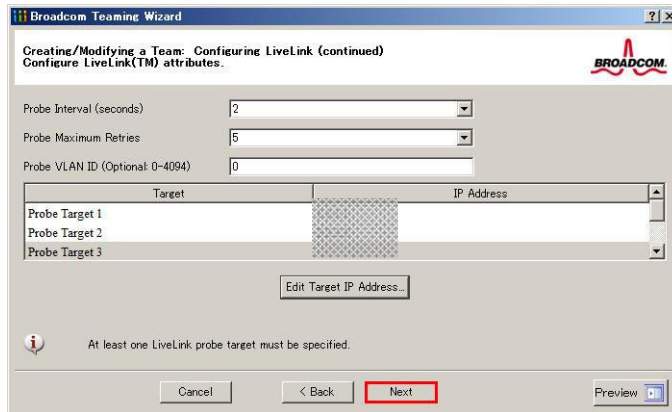 Broadcom Teaming Wizard
Creating/Modifying a Team: Configuring LiveLink (continued)
Configure LiveLink(TM) attributes.
BROADCOM.
Probe Interval (seconds) 2
Probe Maximum Retries 5
Probe VLAN ID (Optional: 0-4094) 0
Target IP Address
Probe Target 1
Probe Target 2
Probe Target 3
Edit Target IP Address...
At least one LiveLink probe target must be specified.
Cancel < Back Next Preview